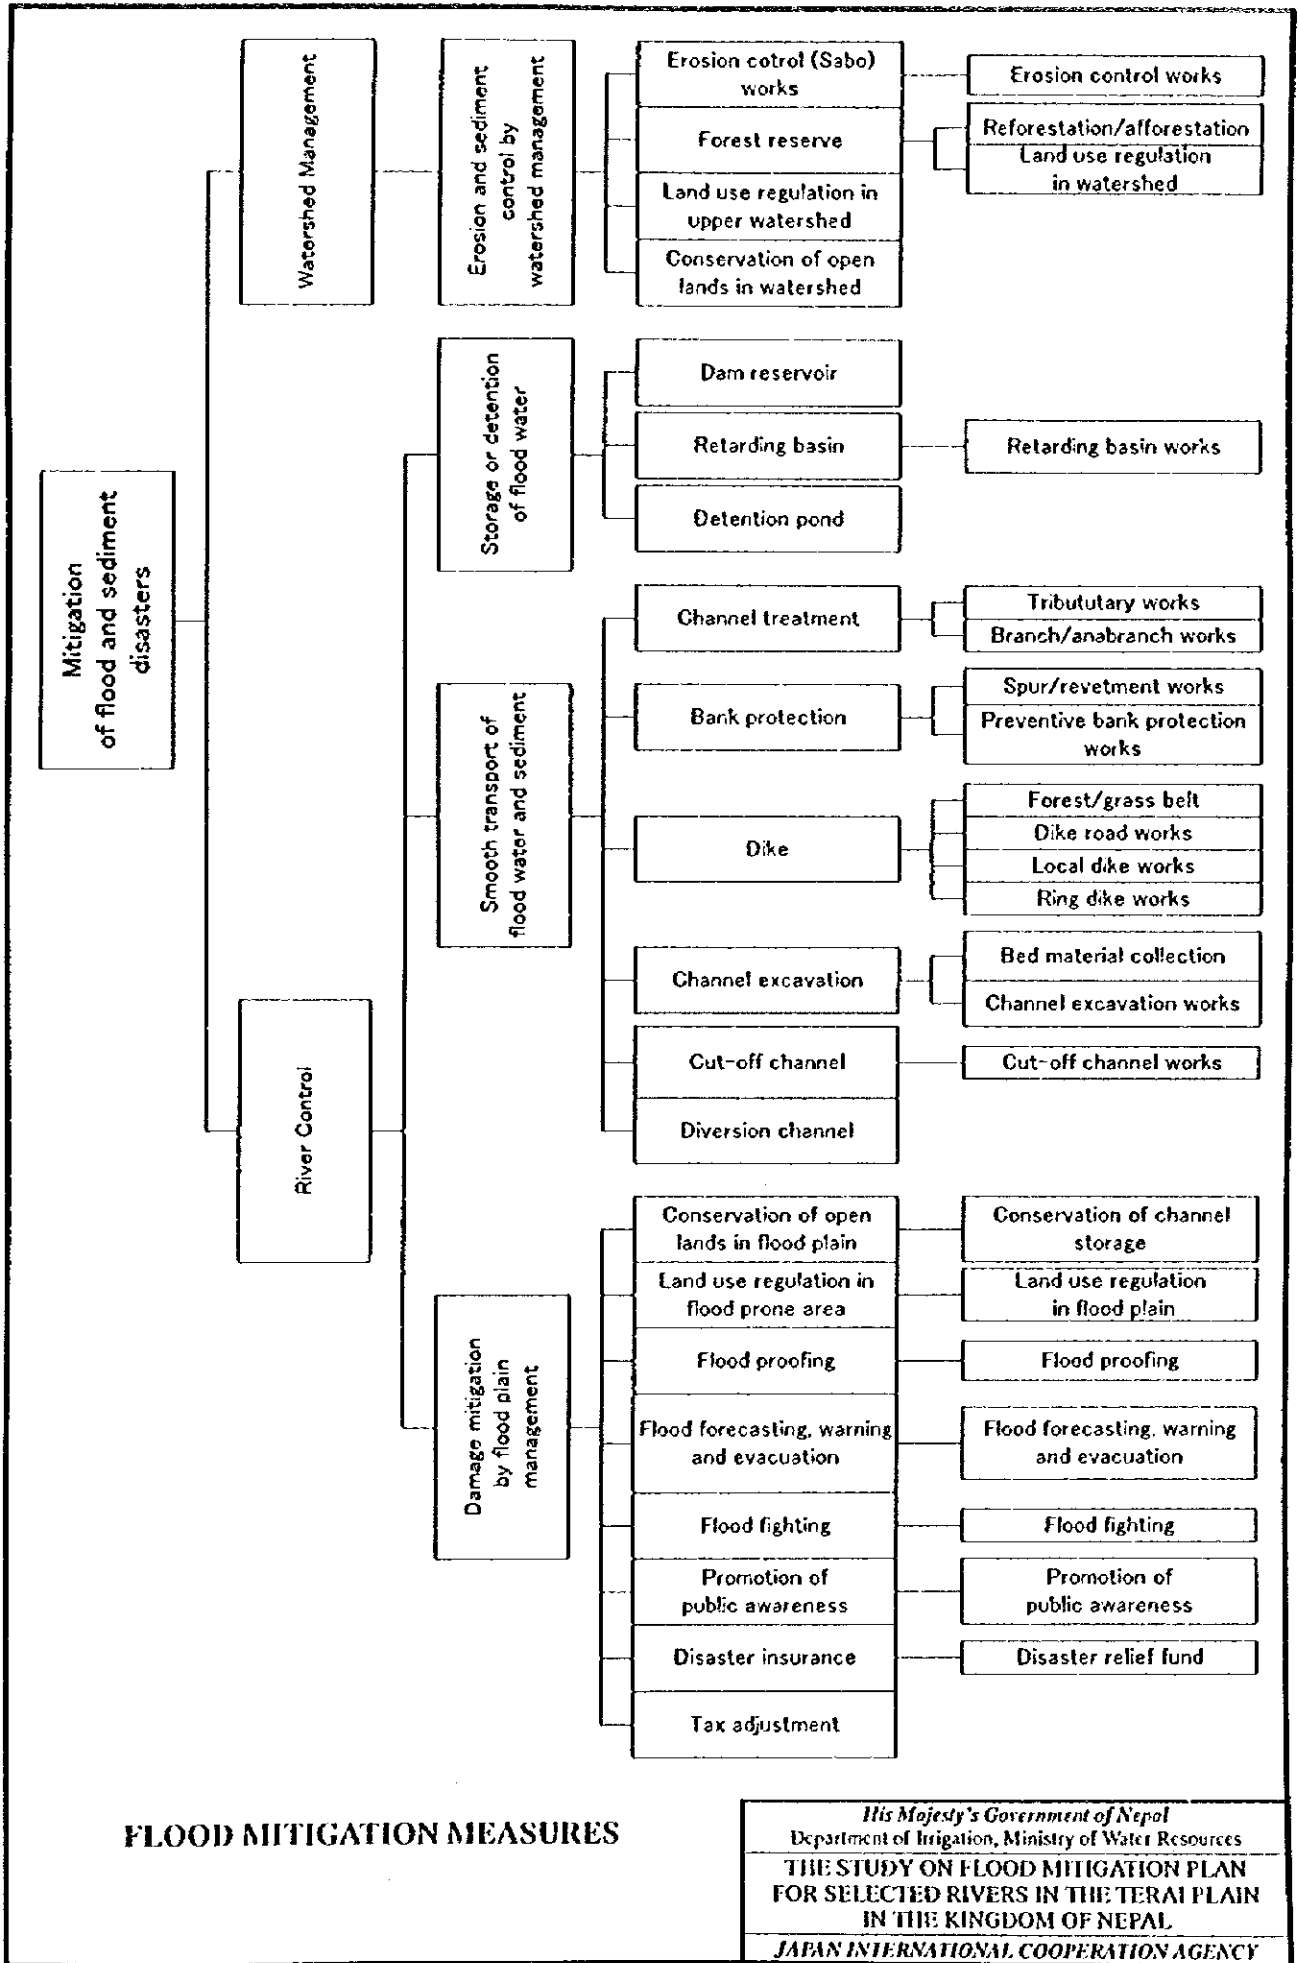 Mitigation
of flood and sediment
disasters
Watershed Management
River Control
Erosion and sediment
control by
watershed management
Storage or detention
of flood water
Smooth transport of
flood water and sediment
Damage mitigation
by flood plain
management
Erosion cotrol (Sabo)
works
Forest reserve
Land use regulation in
upper watershed
Conservation of open
lands in watershed
Dam reservoir
Retarding basin
Detention pond
Channel treatment
Bank protection
Dike
Channel excavation
Cut-off channel
Diversion channel
Conservation of open
lands in flood plain
Land use regulation in
flood prone area
Flood proofing
Flood forecasting, warning
and evacuation
Flood fighting
Promotion of
public awareness
Disaster insurance
Tax adjustment
Erosion control works
Reforestation/afforestation
Land use regulation
in watershed
Retarding basin works
Tribututary works
Branch/anabranch works
Spur/revetment works
Preventive bank protection
works
Forest/grass belt
Dike road works
Local dike works
Ring dike works
Bed material collection
Channel excavation works
Cut-off channel works
Conservation of channel
storage
Land use regulation
in flood plain
Flood proofing
Flood forecasting, warning
and evacuation
Flood fighting
Promotion of
public awareness
Disaster relief fund
FLOOD MITIGATION MEASURES
His Majesty's Government of Nepal
Department of Irrigation, Ministry of Water Resources
THE STUDY ON FLOOD MITIGATION PLAN
FOR SELECTED RIVERS IN THE TERAI PLAIN
IN THE KINGDOM OF NEPAL
JAPAN INTERNATIONAL COOPERATION AGENCY